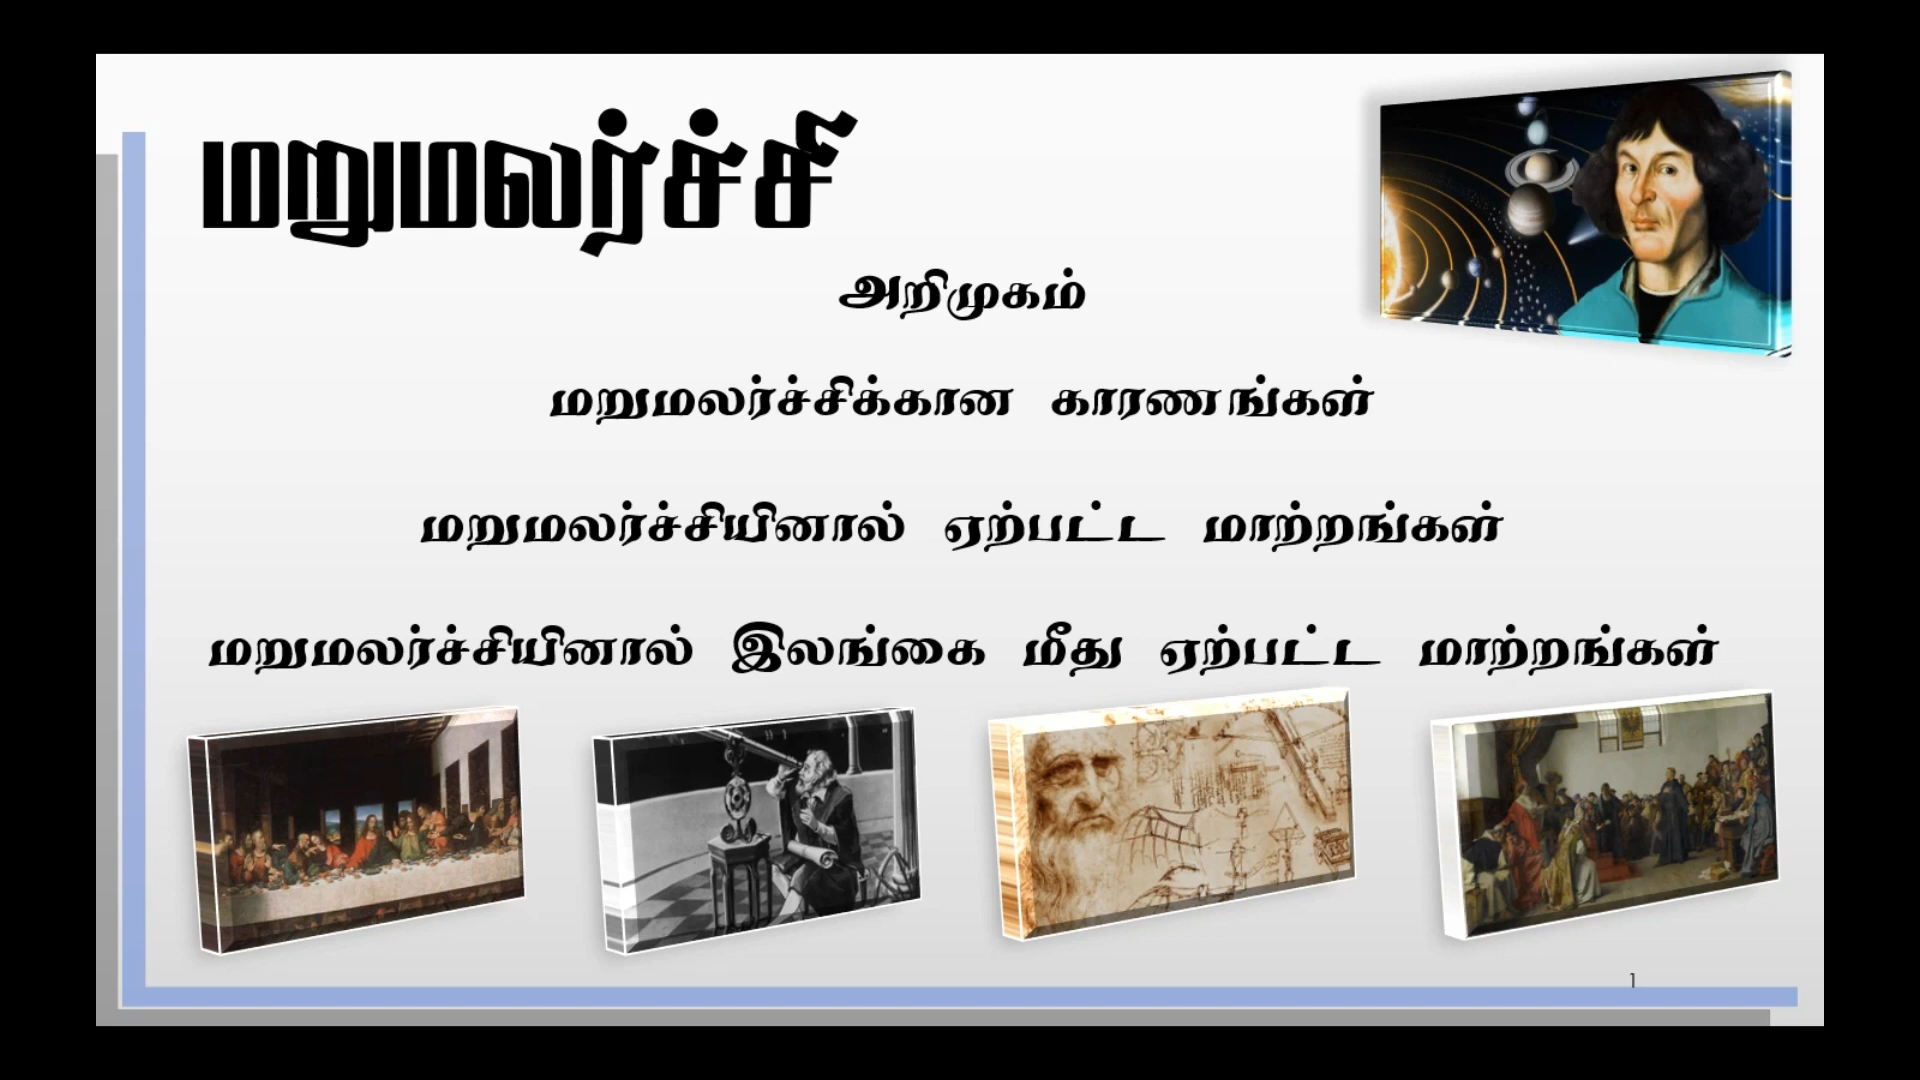 மறுமலர்ச்சி
அறிமுகம்
மறுமலர்ச்சிக்கான காரணங்கள்
மறுமலர்ச்சியினால் ஏற்பட்ட மாற்றங்கள்
மறுமலர்ச்சியினால் இலங்கை மீது ஏற்பட்ட மாற்றங்கள்
1